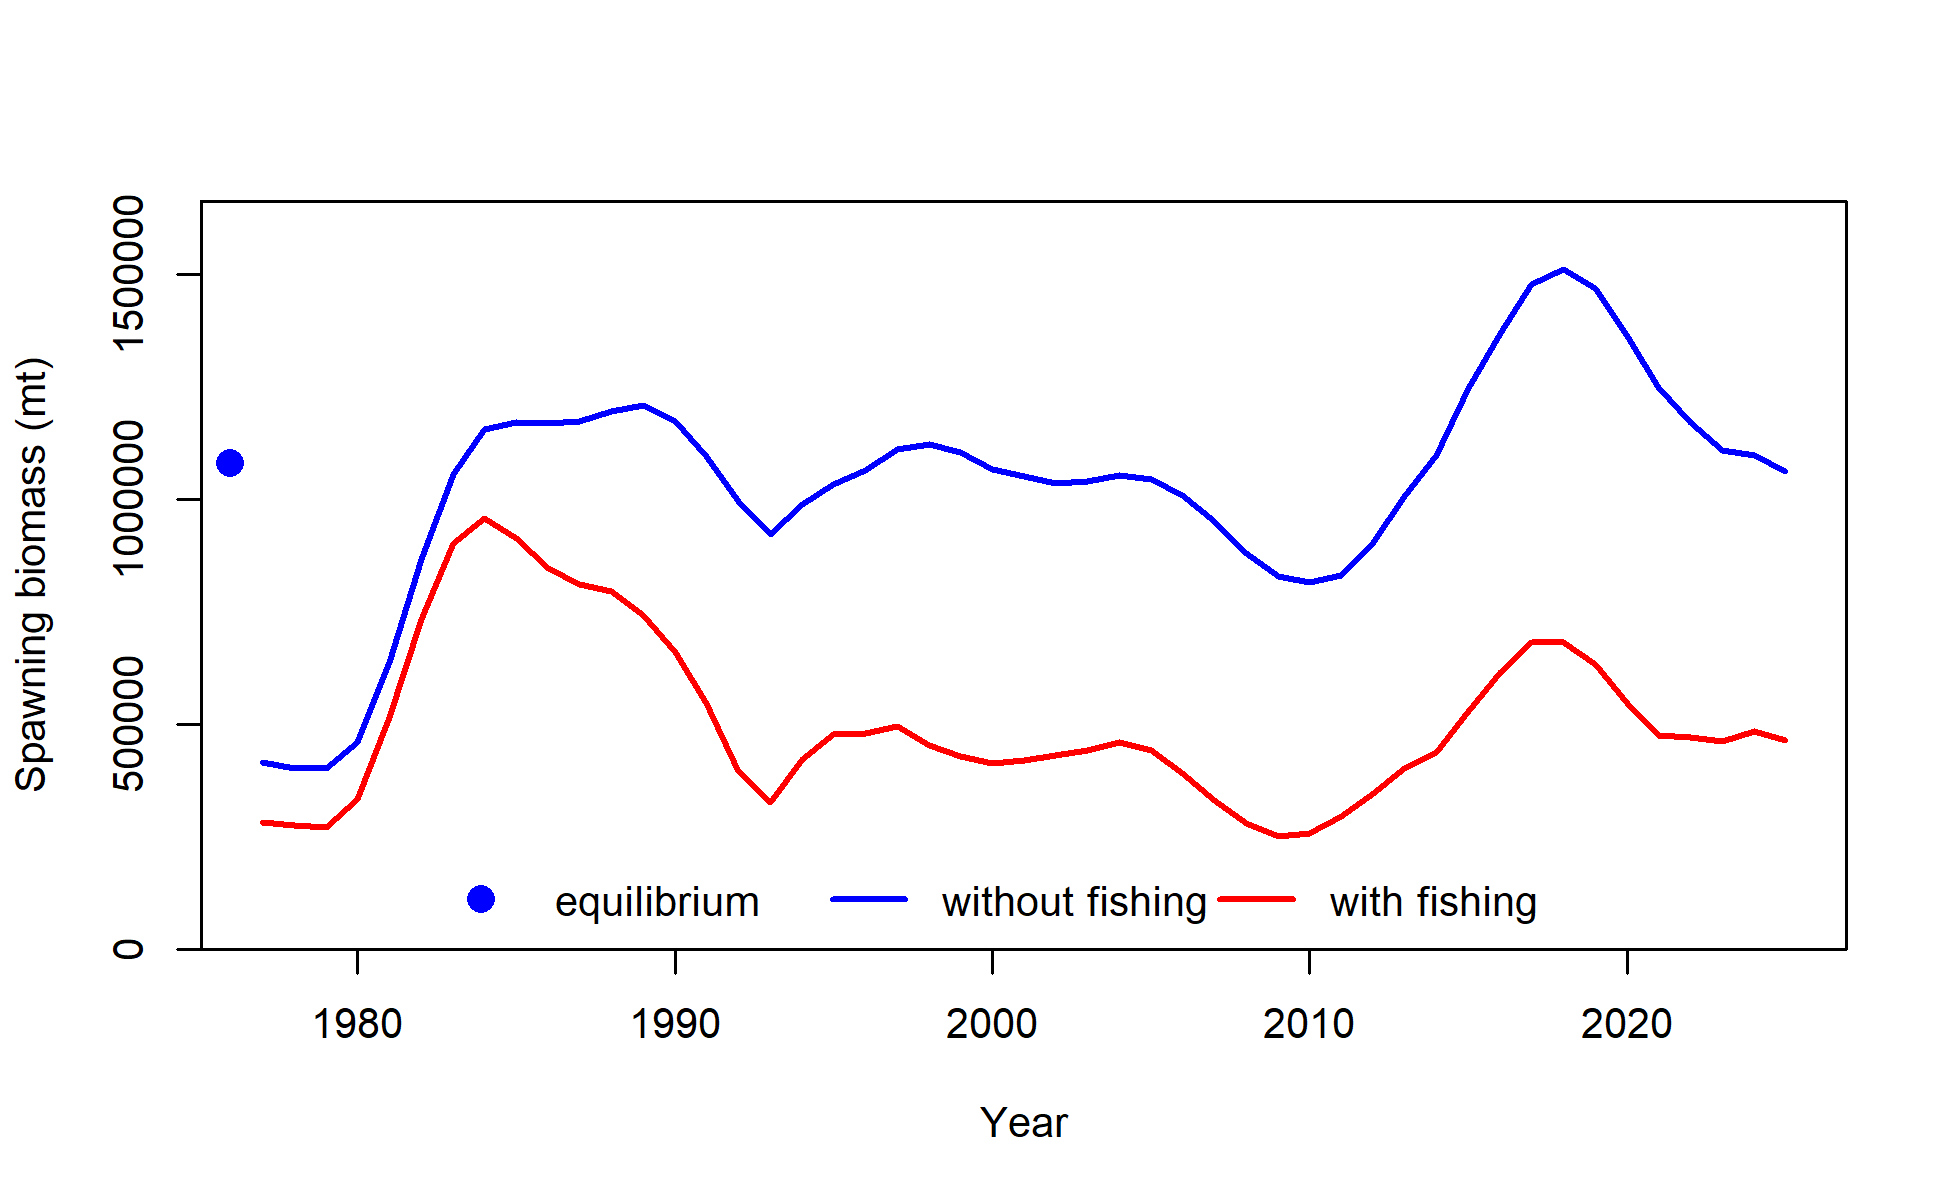 Spawning biomass (mt)
1500000
1000000
500000
0
equilibrium without fishing with fishing
1980 1990 2000 2010 2020
Year